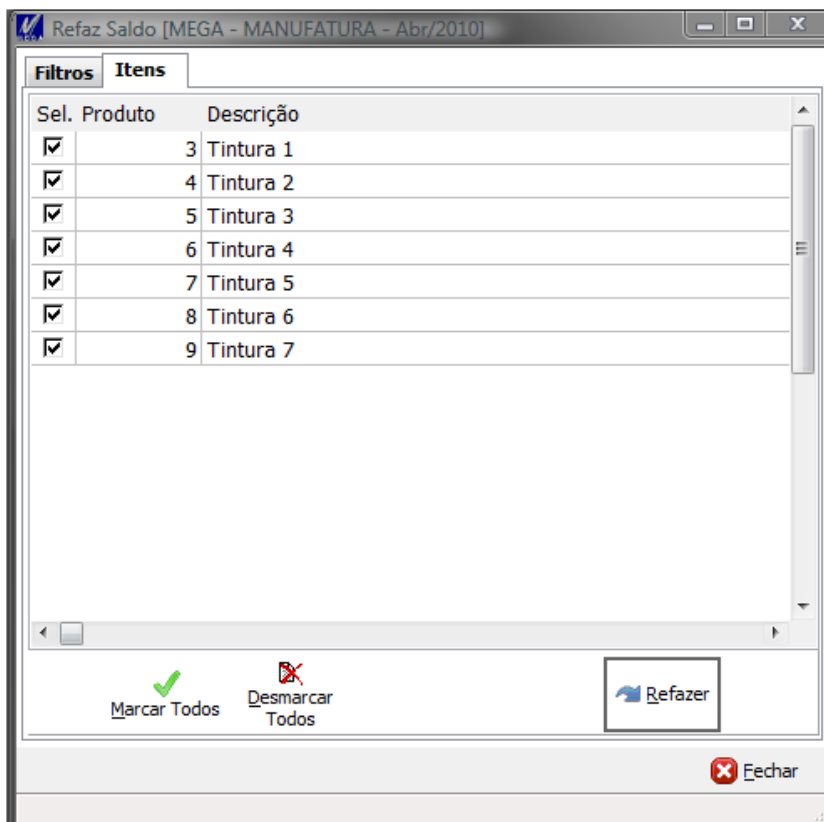 MEGA
Refaz Saldo [MEGA - MANUFATURA - Abr/2010]
Filtros Itens
Sel. Produto Descrição
3 Tintura 1
4 Tintura 2
5 Tintura 3
6 Tintura 4
7 Tintura 5
8 Tintura 6
9 Tintura 7
Marcar Todos
Desmarcar
Todos
Refazer
Fechar